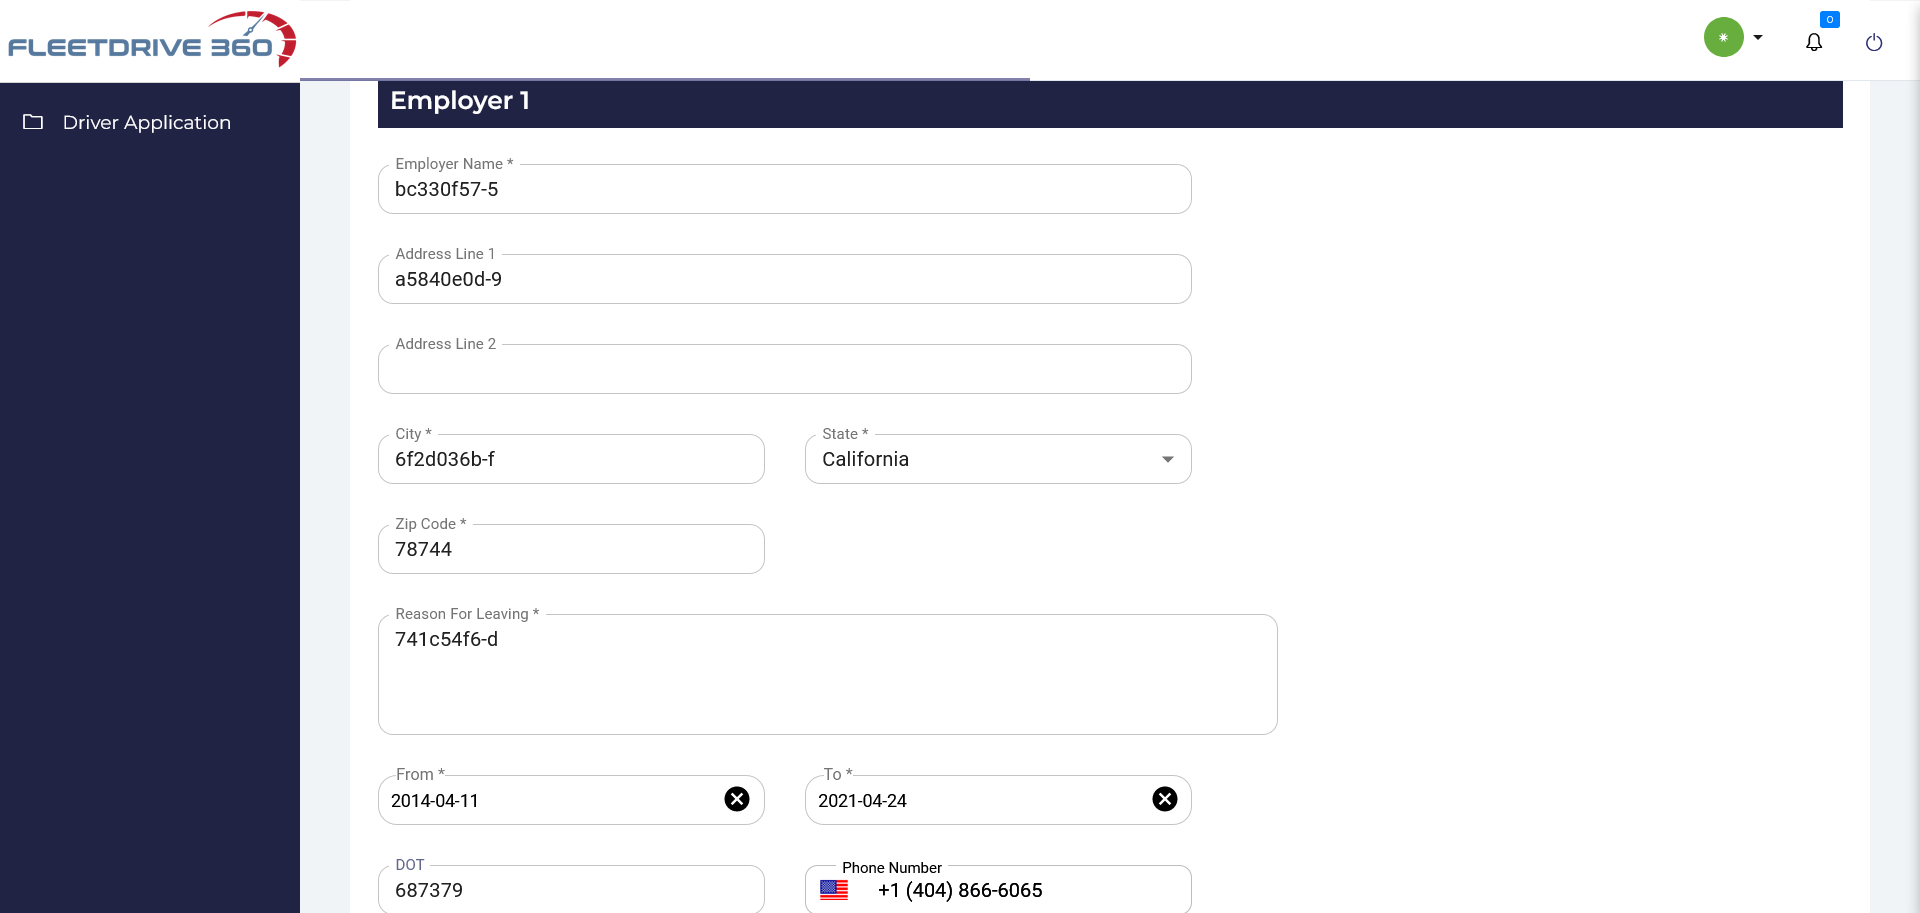 FLEETDRIVE 360
0
Driver Application
Employer 1
Employer Name *
bc330f57-5
Address Line 1
a5840e0d-9
Address Line 2
City *
6f2d036b-f
State *
California
Zip Code *
78744
Reason For Leaving *
741c54f6-d
From *
2014-04-11
To *
2021-04-24
DOT
687379
Phone Number
+1 (404) 866-6065